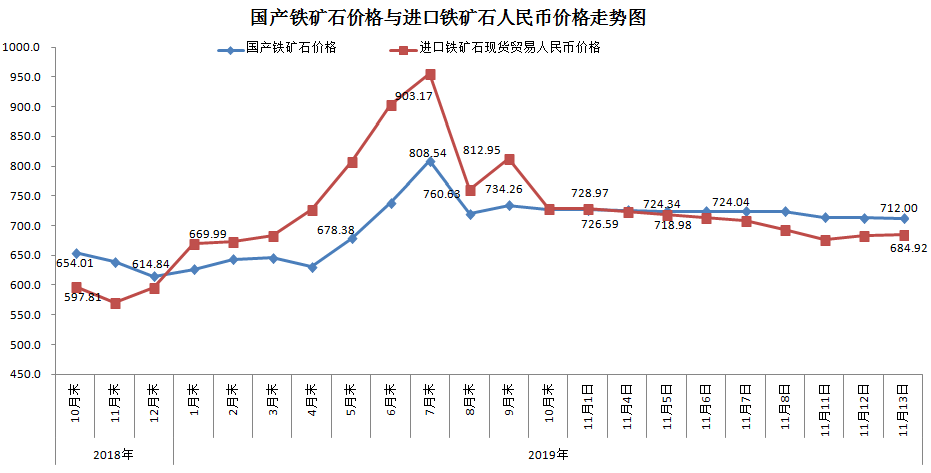 国产铁矿石价格与进口铁矿石人民币价格走势图
国产铁矿石价格 进口铁矿石现货贸易人民币价格
1000.0
950.0
900.0
850.0
800.0
750.0
700.0
650.0
600.0
550.0
500.0
450.0
654.01
597.81
614.84
669.99
678.38
903.17
808.54
760.63
812.95
734.26
728.97
726.59
724.34
718.98
724.04
712.00
684.92
10月末
11月末
12月末
1月末
2月末
3月末
4月末
5月末
6月末
7月末
8月末
9月末
10月末
11月1日
11月4日
11月5日
11月6日
11月7日
11月8日
11月11日
11月12日
11月13日
2018年 2019年